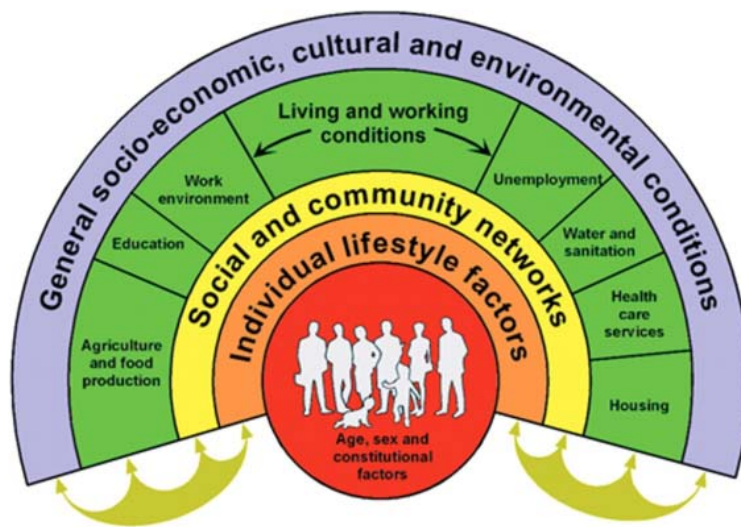 General socio-economic, cultural and environmental conditions
Living and working
conditions
Work
environment
Unemployment
Education
Water and
sanitation
Agriculture
and food
production
Health
care
services
Housing
Social and community networks
Individual lifestyle factors
Age, sex and
constitutional
factors